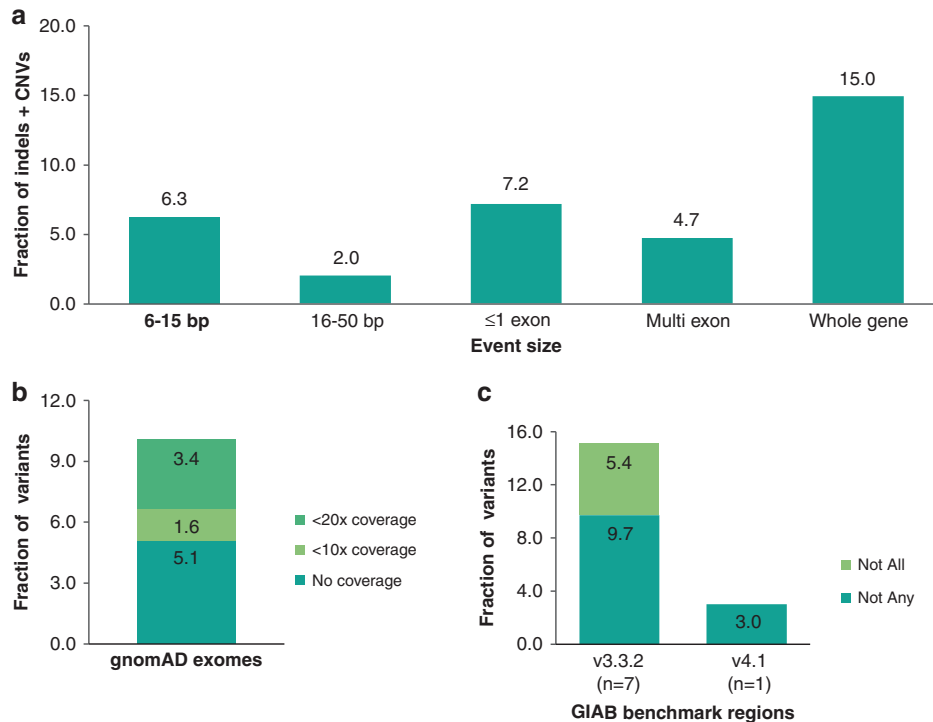 a
Fraction of indels + CNVs
20.0
15.0
10.0
5.0
0.0
6.3
2.0
7.2
4.7
15.0
6-15 bp
16-50 bp
≤1 exon
Multi exon
Whole gene
Event size
b
Fraction of variants
12.0
9.0
6.0
3.0
0.0
3.4
1.6
5.1
gnomAD exomes
<20x coverage
<10x coverage
No coverage
c
Fraction of variants
16.0
12.0
8.0
4.0
0.0
5.4
9.7
3.0
v3.3.2
(n=7)
v4.1
(n=1)
GIAB benchmark regions
Not All
Not Any